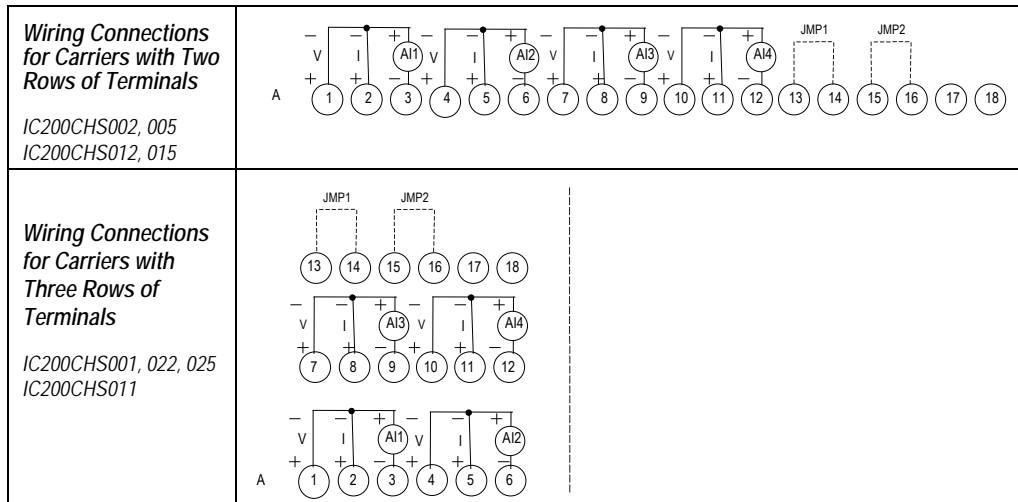 Wiring Connections
for Carriers with Two
Rows of Terminals
IC200CHS002, 005
IC200CHS012, 015
JMP1 JMP2
− − + − − + − − + − − +
V I AI1 V I AI2 V I AI3 V I AI4
+ + − + + − + + − + + −
A 1 2 3 4 5 6 7 8 9 10 11 12 13 14 15 16 17 18
Wiring Connections
for Carriers with
Three Rows of
Terminals
IC200CHS001, 022, 025
IC200CHS011
JMP1 JMP2
13 14 15 16 17 18
− − + − − +
V I AI3 V I AI4
+ + − + + −
7 8 9 10 11 12
− − + − − +
V I AI1 V I AI2
+ + − + + −
A 1 2 3 4 5 6